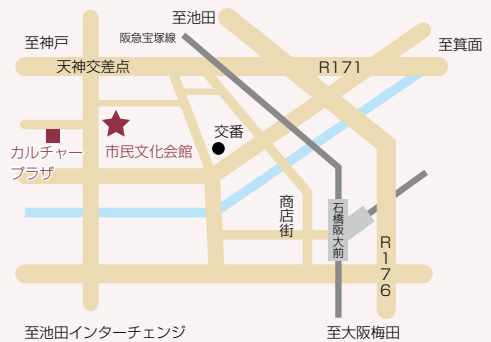 至池田
至神戸
阪急宝塚線
至箕面
天神交差点
R171
交番
カルチャー
プラザ
市民文化会館
商店街
石橋阪大前
R176
至池田インターチェンジ
至大阪梅田